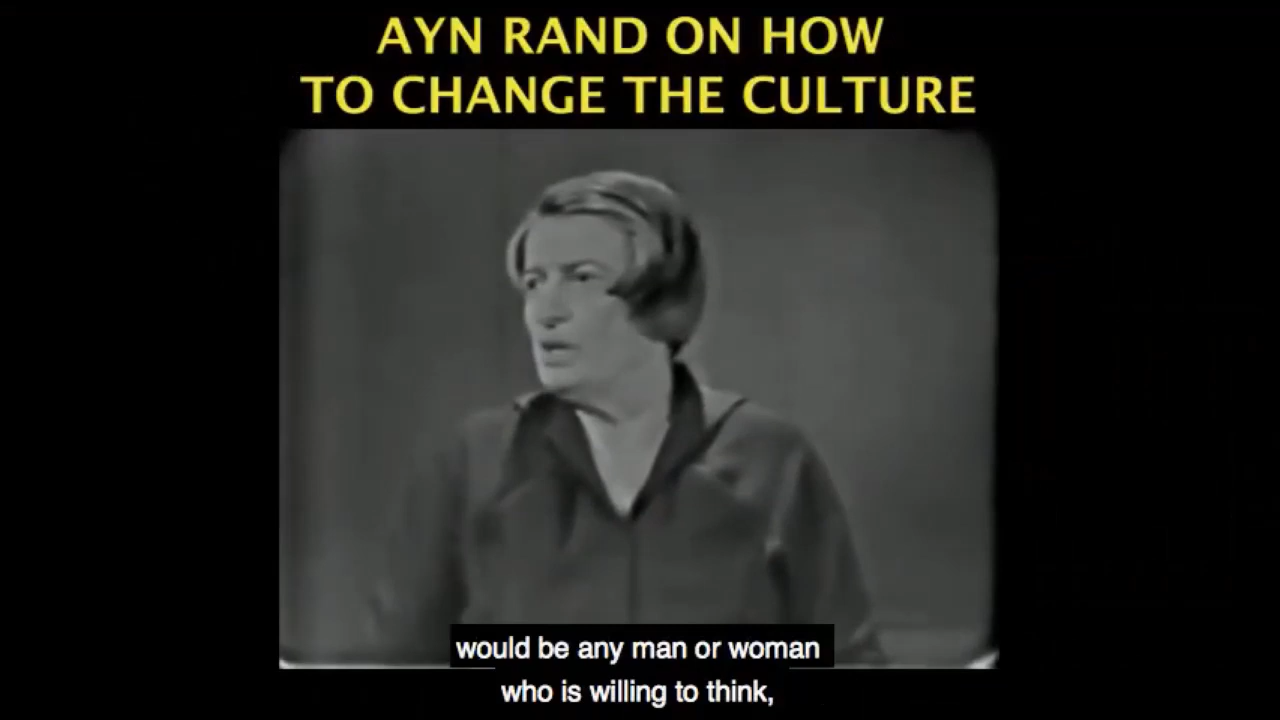 AYN RAND ON HOW
TO CHANGE THE CULTURE
would be any man or woman
who is willing to think,